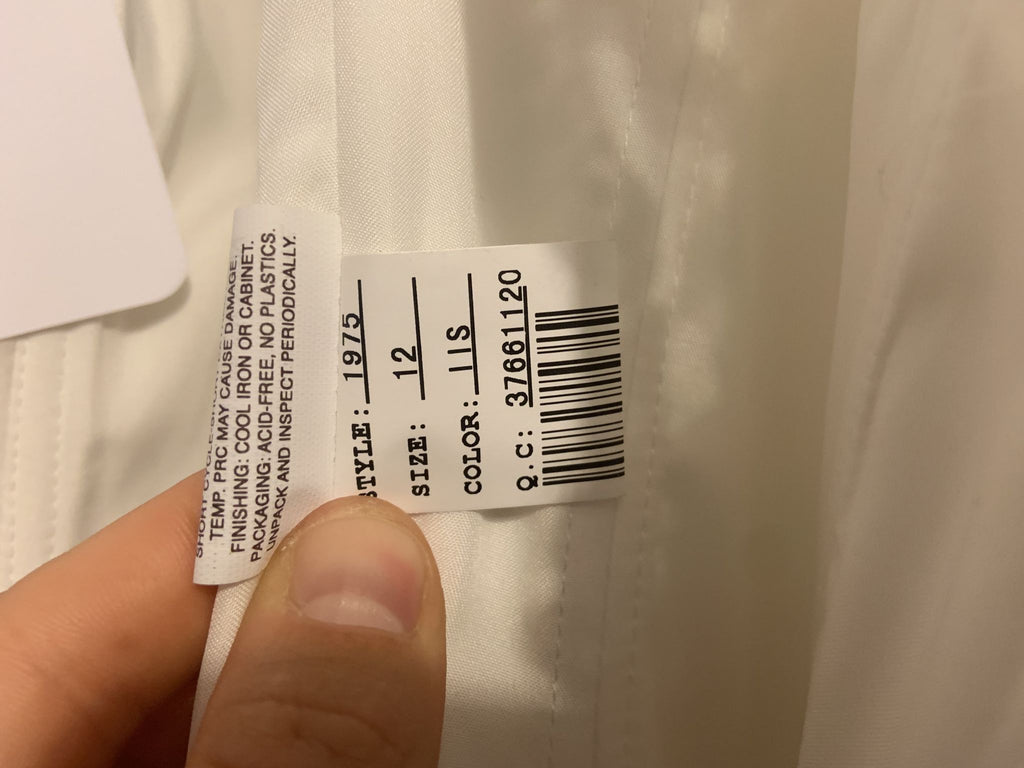 TEMP. PRC MAY CAUSE DAMAGE.
FINISHING: COOL IRON OR CABINET.
PACKAGING: ACID-FREE, NO PLASTICS.
UNPACK AND INSPECT PERIODICALLY.
STYLE: 1975
SIZE: 12
COLOR: IIS
Q.C: 37661120